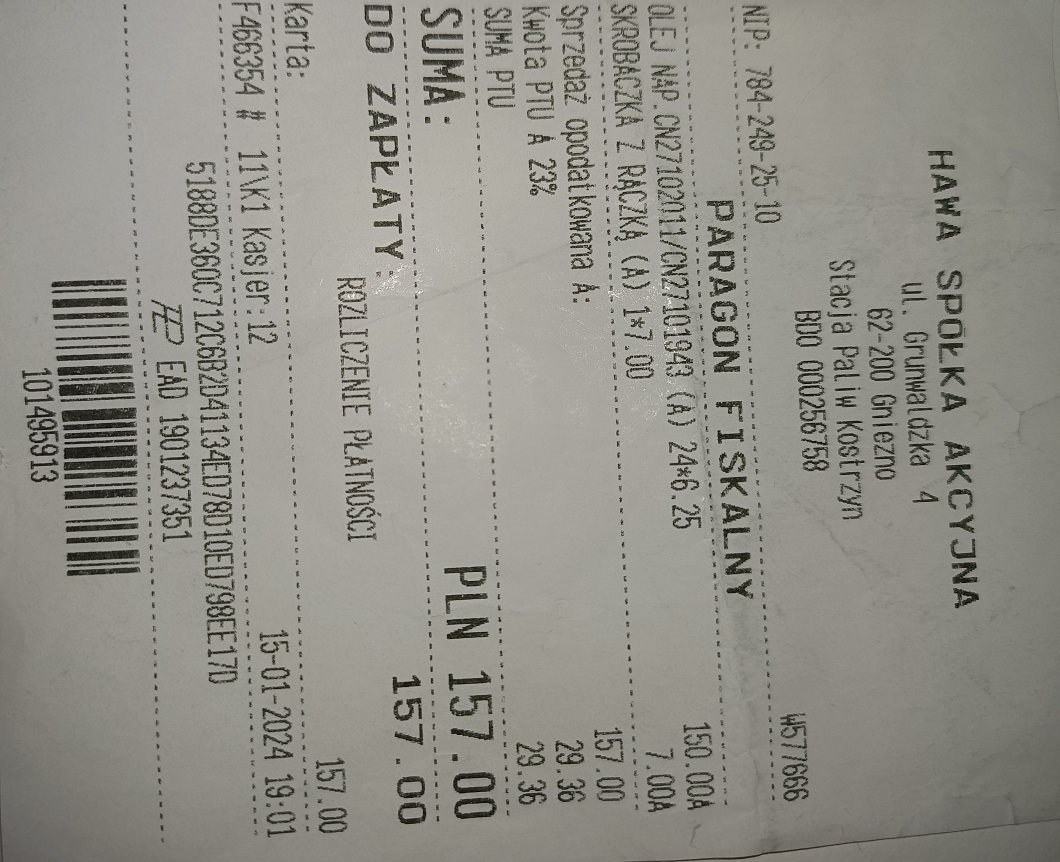 HAWA SPÓŁKA AKCYJNA
ul. Grunwaldzka 4
62-200 Gniezno
Stacja Paliw Kostrzyn
BDO 000256758
NIP: 784-249-25-10 W577666
PARAGON FISKALNY
OLEJ NAP.CN27102011/CN27101943 (A) 24*6.25 150.00A
SKROBACZKA Z RĄCZKĄ (A) 1*7.00 7.00A
Sprzedaż opodatkowana A: 157.00
Kwota PTU A 23% 29.36
SUMA PTU 29.36
SUMA: PLN 157.00
DO ZAPŁATY: 157.00
ROZLICZENIE PŁATNOŚCI
Karta: 157.00
F466354 # 11\K1 Kasjer:12 15-01-2024 19:01
5188DE360C712C6B2D4134ED78D10ED798EE17D
EAD 1901237351
101495913